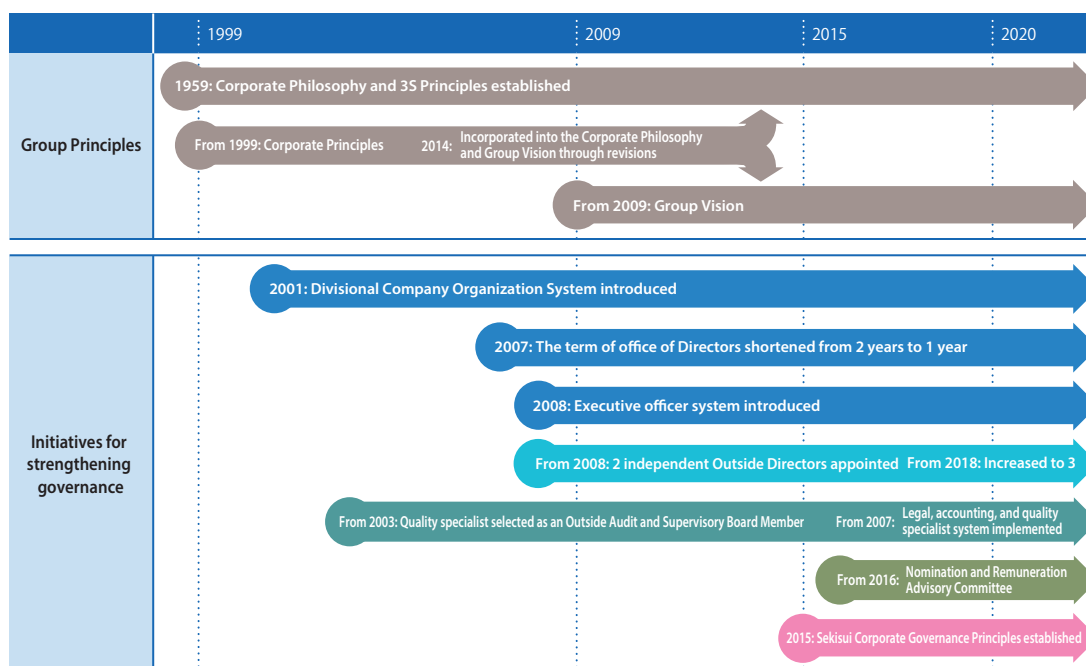 1999
2009
2015
2020
Group Principles
1959: Corporate Philosophy and 3S Principles established
From 1999: Corporate Principles
2014:
Incorporated into the Corporate Philosophy
and Group Vision through revisions
From 2009: Group Vision
Initiatives for
strengthening
governance
2001: Divisional Company Organization System introduced
2007: The term of office of Directors shortened from 2 years to 1 year
2008: Executive officer system introduced
From 2008: 2 independent Outside Directors appointed
From 2018: Increased to 3
From 2003: Quality specialist selected as an Outside Audit and Supervisory Board Member
From 2007:
Legal, accounting, and quality
specialist system implemented
From 2016:
Nomination and Remuneration
Advisory Committee
2015: Sekisui Corporate Governance Principles established